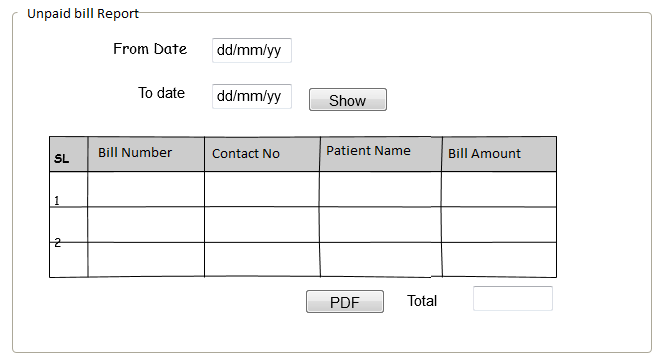 Unpaid bill Report
From Date dd/mm/yy
To date dd/mm/yy Show
SL Bill Number Contact No Patient Name Bill Amount
1
2
PDF Total